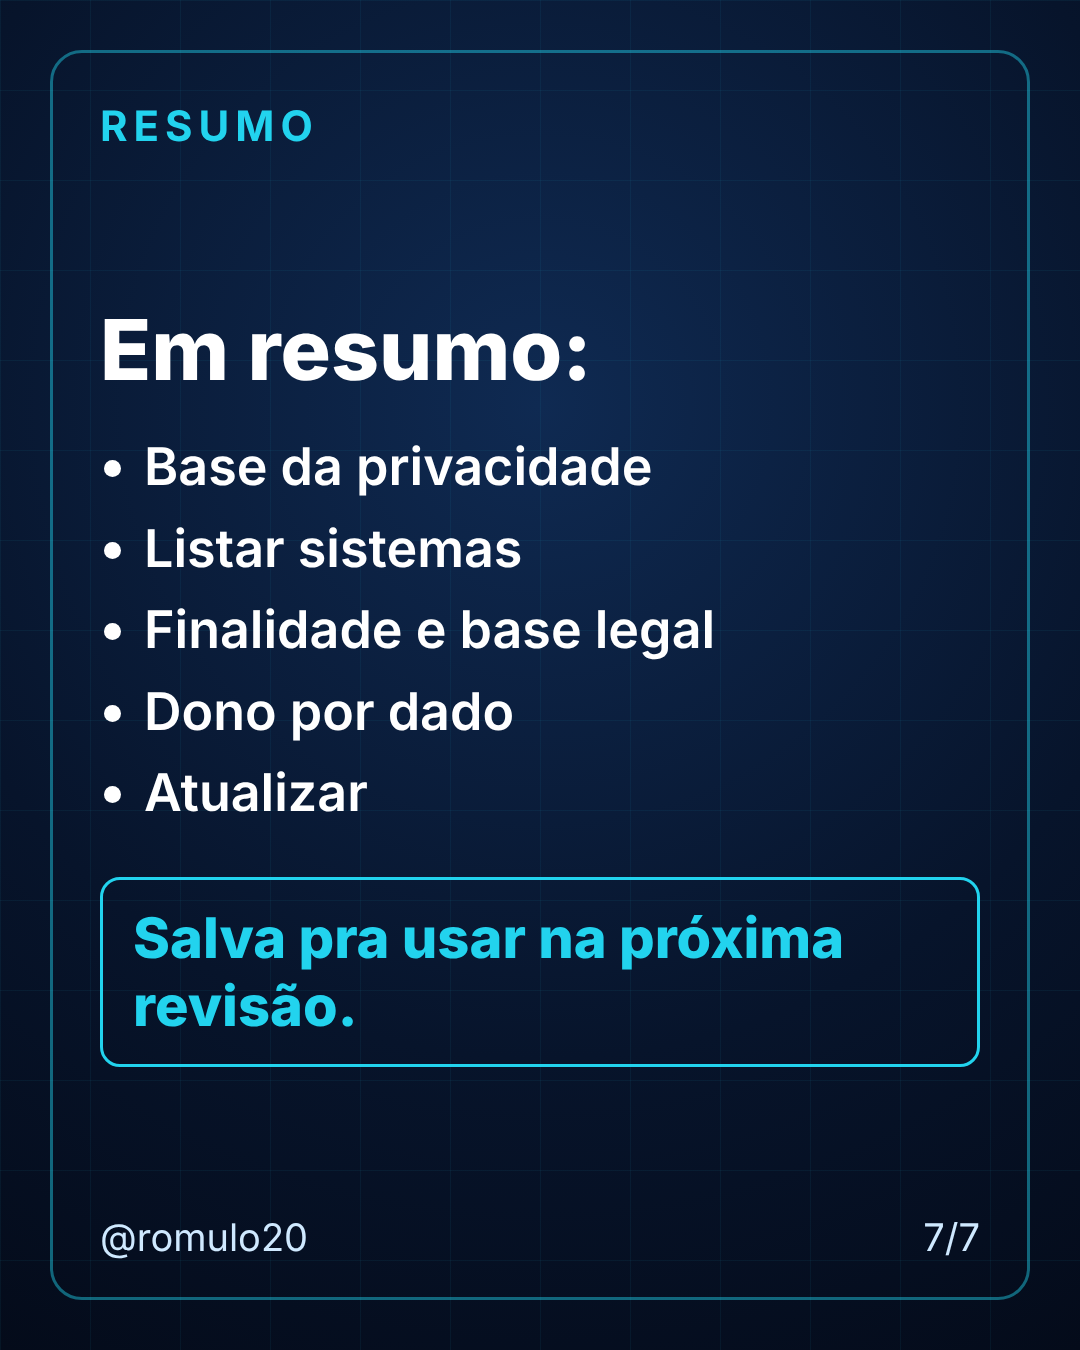 RESUMO
Em resumo:
• Base da privacidade
• Listar sistemas
• Finalidade e base legal
• Dono por dado
• Atualizar
Salva pra usar na próxima
revisão.
@romulo20
7/7